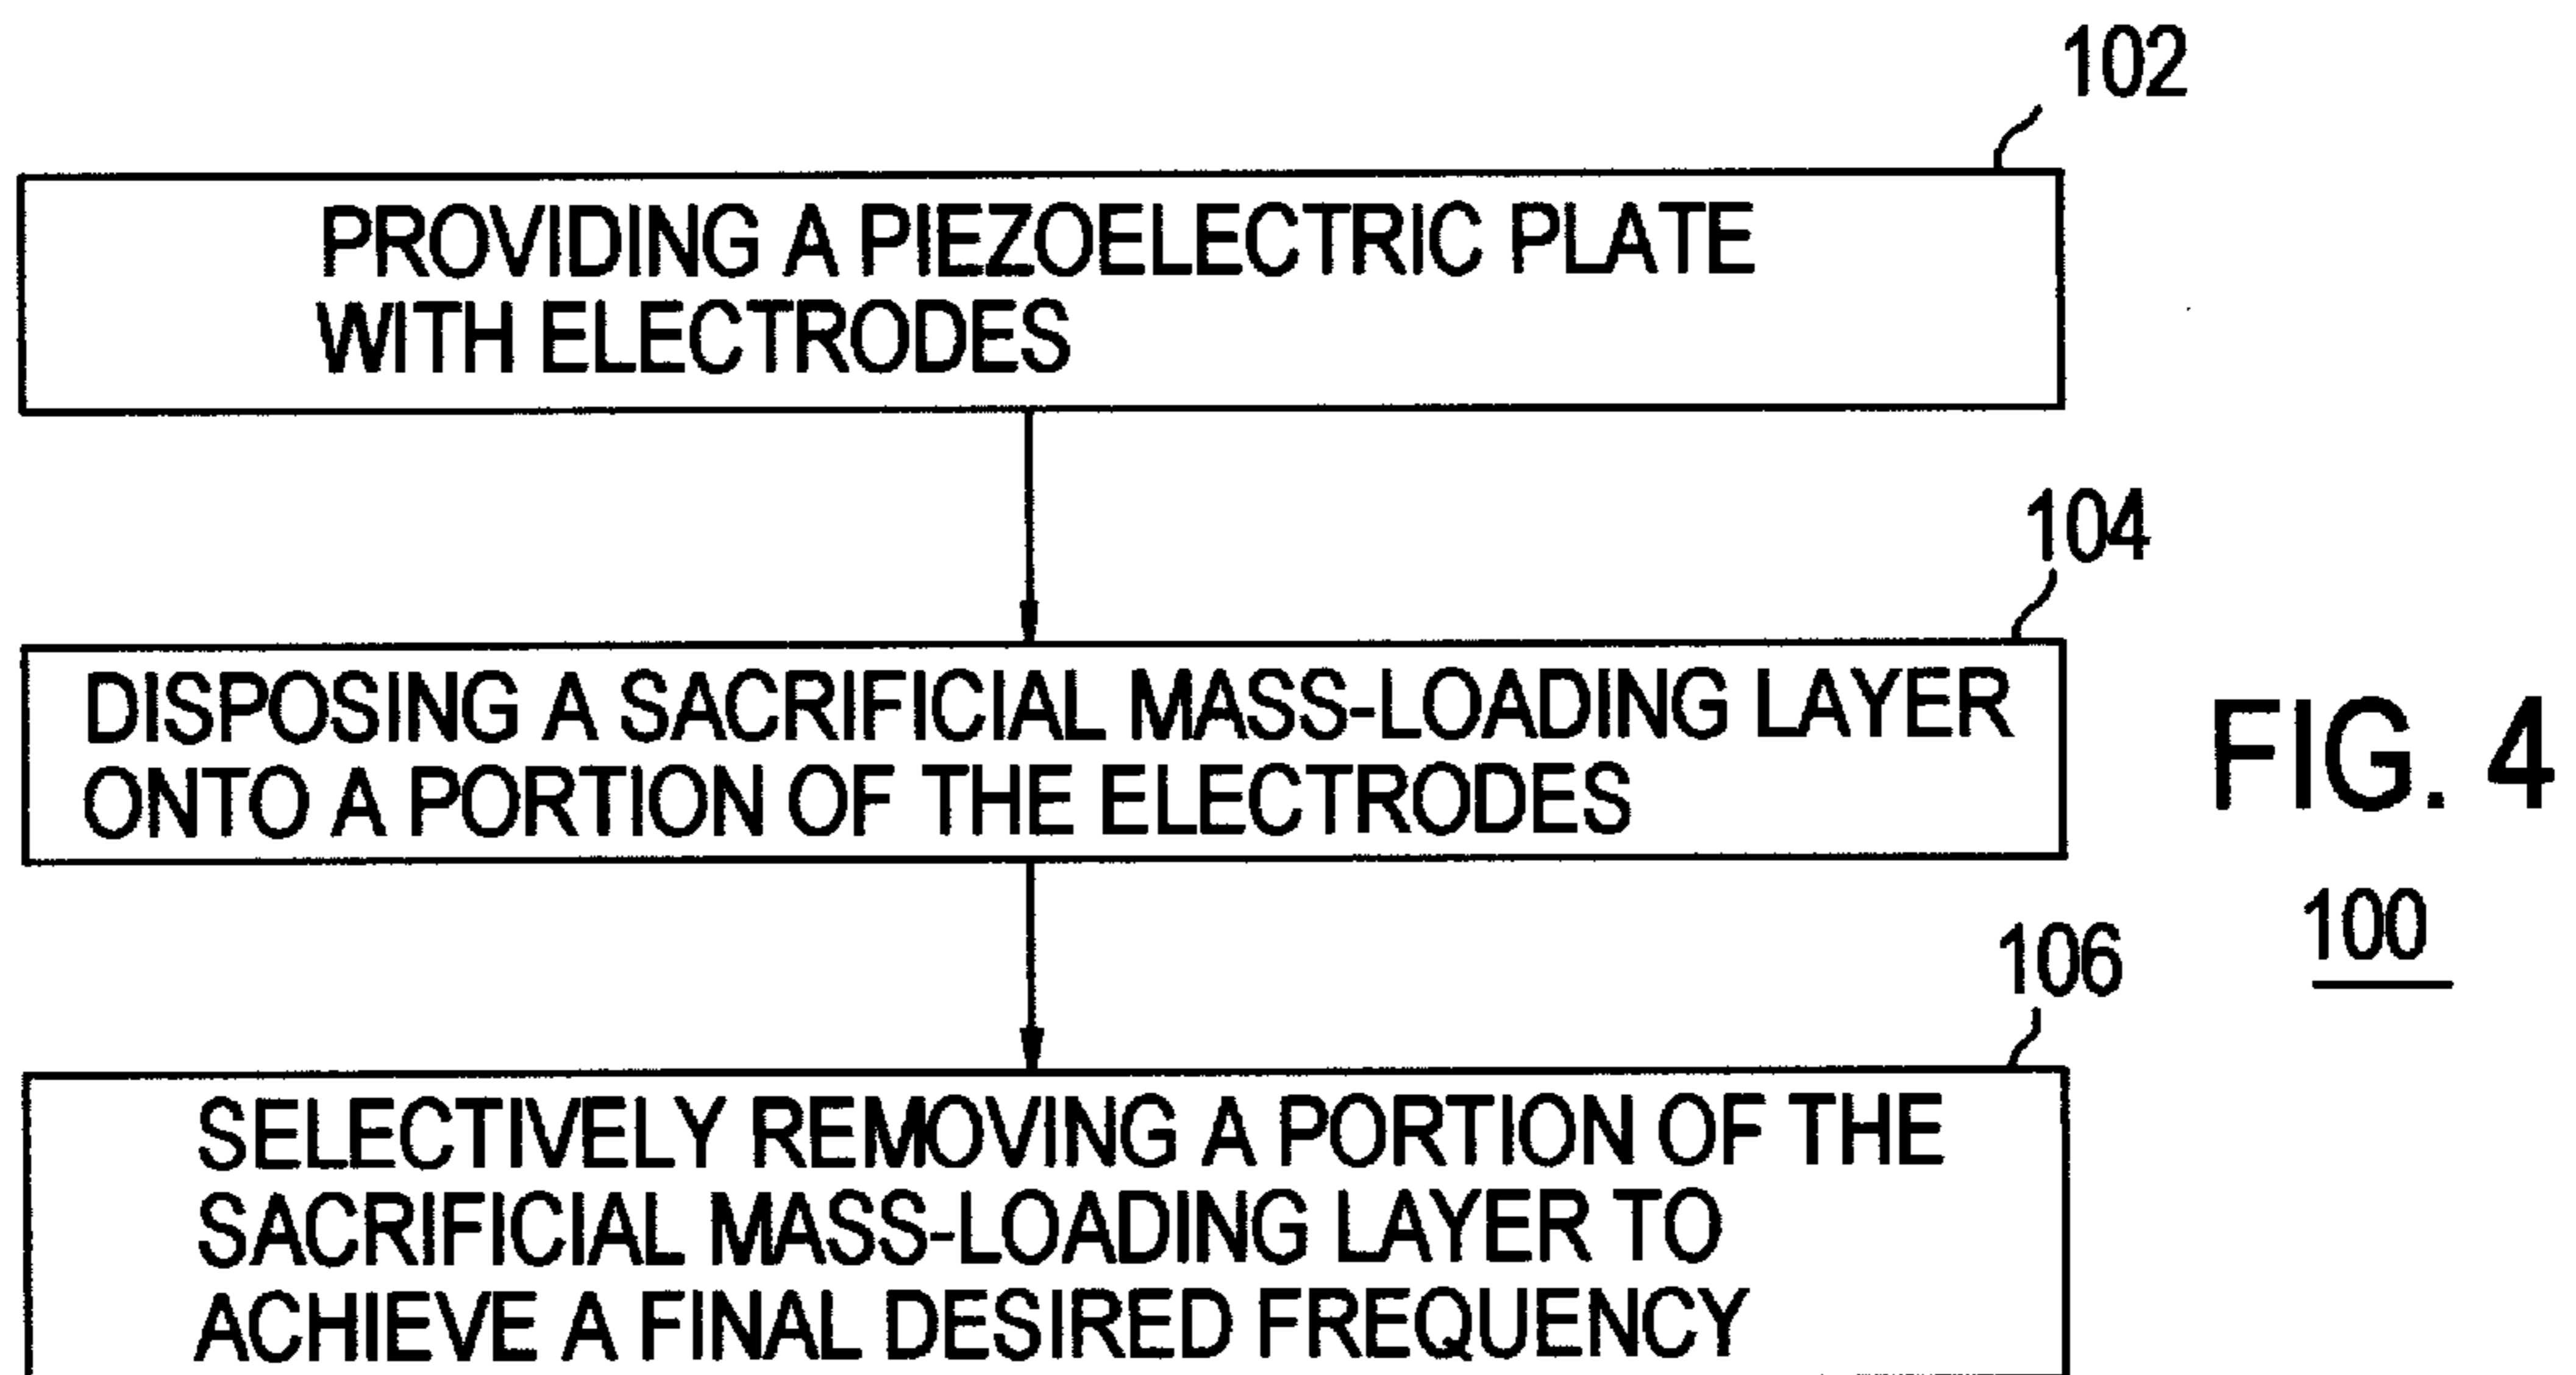 102
PROVIDING A PIEZOELECTRIC PLATE
WITH ELECTRODES
104
DISPOSING A SACRIFICIAL MASS-LOADING LAYER
ONTO A PORTION OF THE ELECTRODES
FIG. 4
100
106
SELECTIVELY REMOVING A PORTION OF THE
SACRIFICIAL MASS-LOADING LAYER TO
ACHIEVE A FINAL DESIRED FREQUENCY